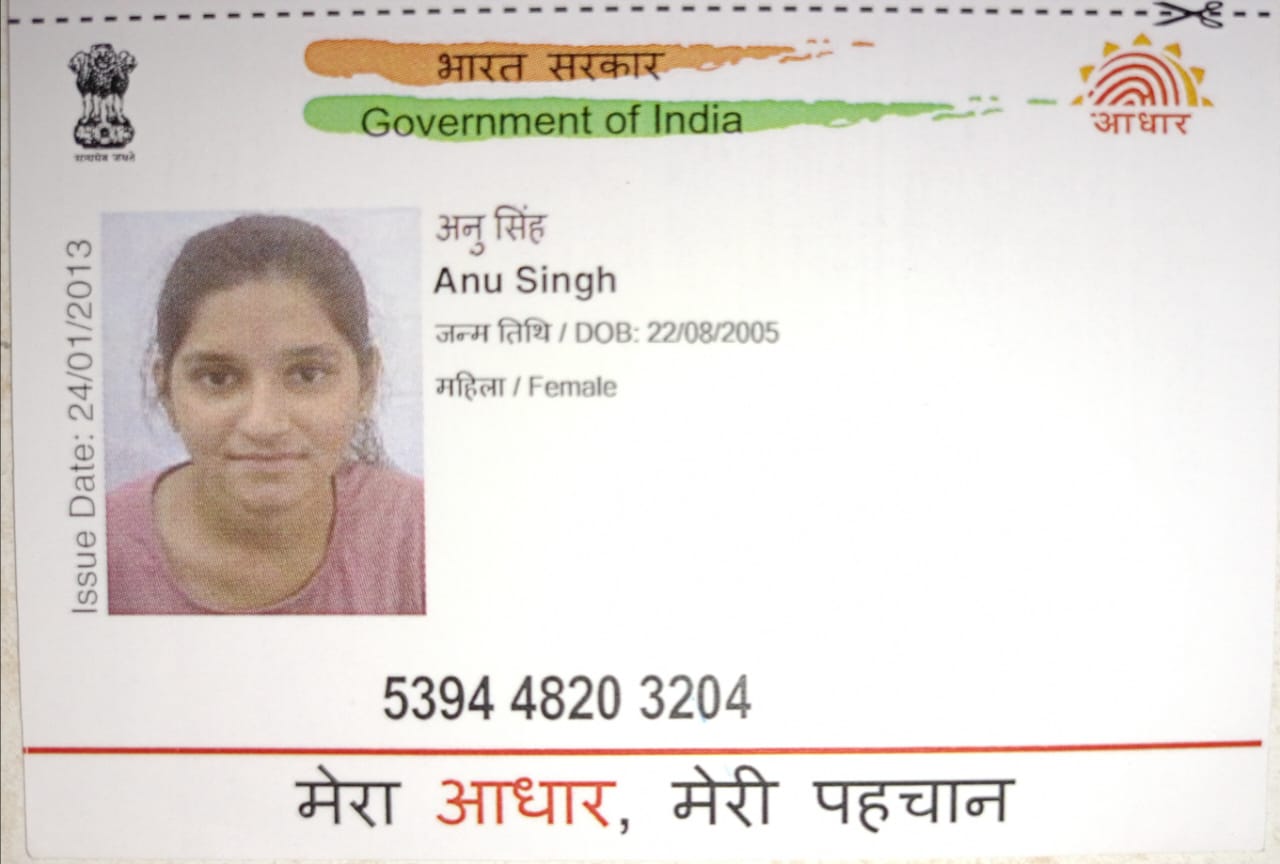 भारत सरकार
Government of India
सत्यमेव जयते
आधार
Issue Date: 24/01/2013
अनु सिंह
Anu Singh
जन्म तिथि / DOB: 22/08/2005
महिला / Female
5394 4820 3204
मेरा आधार, मेरी पहचान